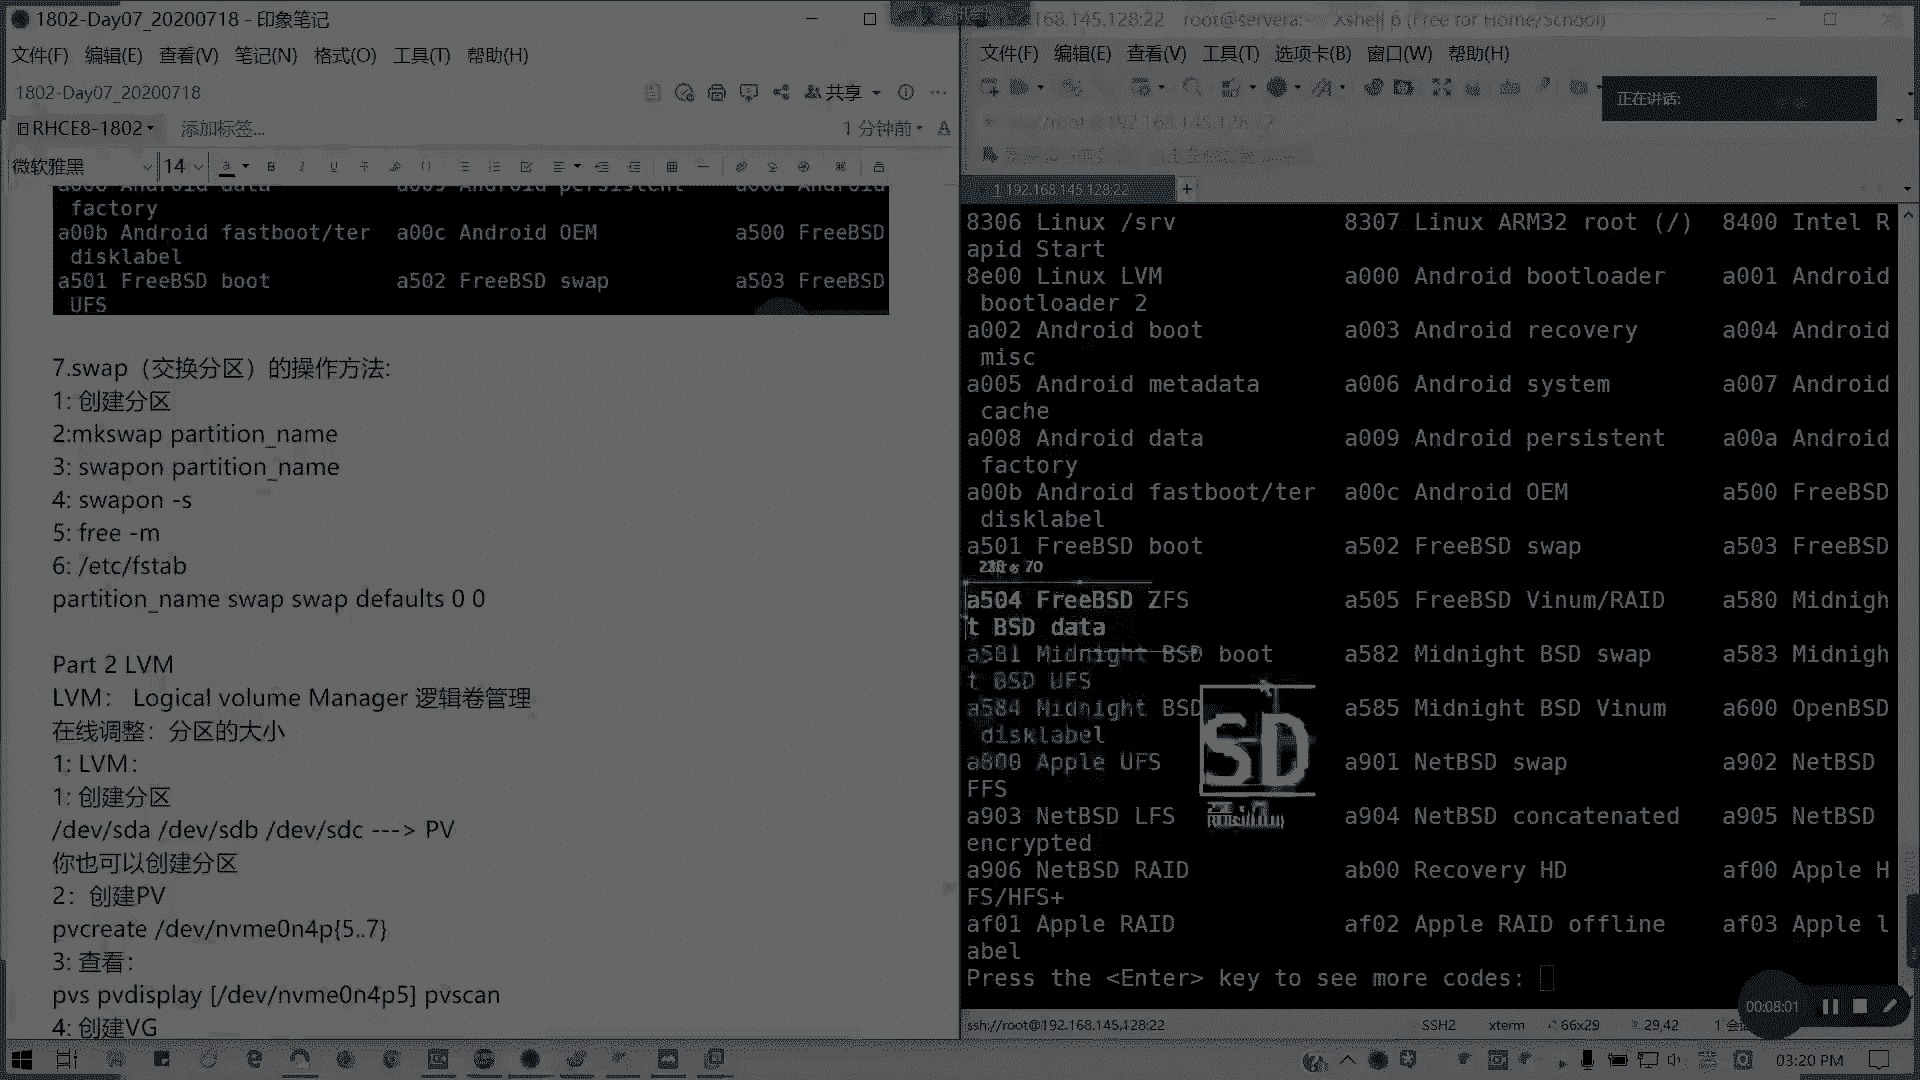 1802-Day07_20200718 - 印象笔记
文件(F) 编辑(E) 查看(V) 笔记(N) 格式(O) 工具(T) 帮助(H)
1802-Day07_20200718
共享
RHCE8-1802 添加标签...
1 分钟前
微软雅黑 14
factory
a00b Android fastboot/ter a00c Android OEM a500 FreeBSD
disklabel
a501 FreeBSD boot a502 FreeBSD swap a503 FreeBSD
UFS
7.swap（交换分区）的操作方法:
1: 创建分区
2:mkswap partition_name
3: swapon partition_name
4: swapon -s
5: free -m
6: /etc/fstab
partition_name swap swap defaults 0 0
Part 2 LVM
LVM： Logical volume Manager 逻辑卷管理
在线调整：分区的大小
1: LVM：
1: 创建分区
/dev/sda /dev/sdb /dev/sdc ---> PV
你也可以创建分区
2：创建PV
pvcreate /dev/nvme0n4p{5..7}
3: 查看：
pvs pvdisplay [/dev/nvme0n4p5] pvscan
4: 创建VG
168.145.128:22 root@servera:~ Xshell 6 (Free for Home/School)
文件(F) 编辑(E) 查看(V) 工具(T) 选项卡(B) 窗口(W) 帮助(H)
正在讲话:
1 192.168.145.128:22
8306 Linux /srv 8307 Linux ARM32 root (/) 8400 Intel R
apid Start
8e00 Linux LVM a000 Android bootloader a001 Android
bootloader 2
a002 Android boot a003 Android recovery a004 Android
misc
a005 Android metadata a006 Android system a007 Android
cache
a008 Android data a009 Android persistent a00a Android
factory
a00b Android fastboot/ter a00c Android OEM a500 FreeBSD
disklabel
a501 FreeBSD boot a502 FreeBSD swap a503 FreeBSD
a504 FreeBSD ZFS a505 FreeBSD Vinum/RAID a580 Midnigh
t BSD data
a581 Midnight BSD boot a582 Midnight BSD swap a583 Midnigh
t BSD UFS
a584 Midnight BSD a585 Midnight BSD Vinum a600 OpenBSD
disklabel
a800 Apple UFS a901 NetBSD swap a902 NetBSD
FFS
a903 NetBSD LFS a904 NetBSD concatenated a905 NetBSD
encrypted
a906 NetBSD RAID ab00 Recovery HD af00 Apple H
FS/HFS+
af01 Apple RAID af02 Apple RAID offline af03 Apple l
abel
Press the <Enter> key to see more codes:
SD
00:08:01
ssh://root@192.168.145.128:22 SSH2 xterm 66x29 29,42
03:20 PM